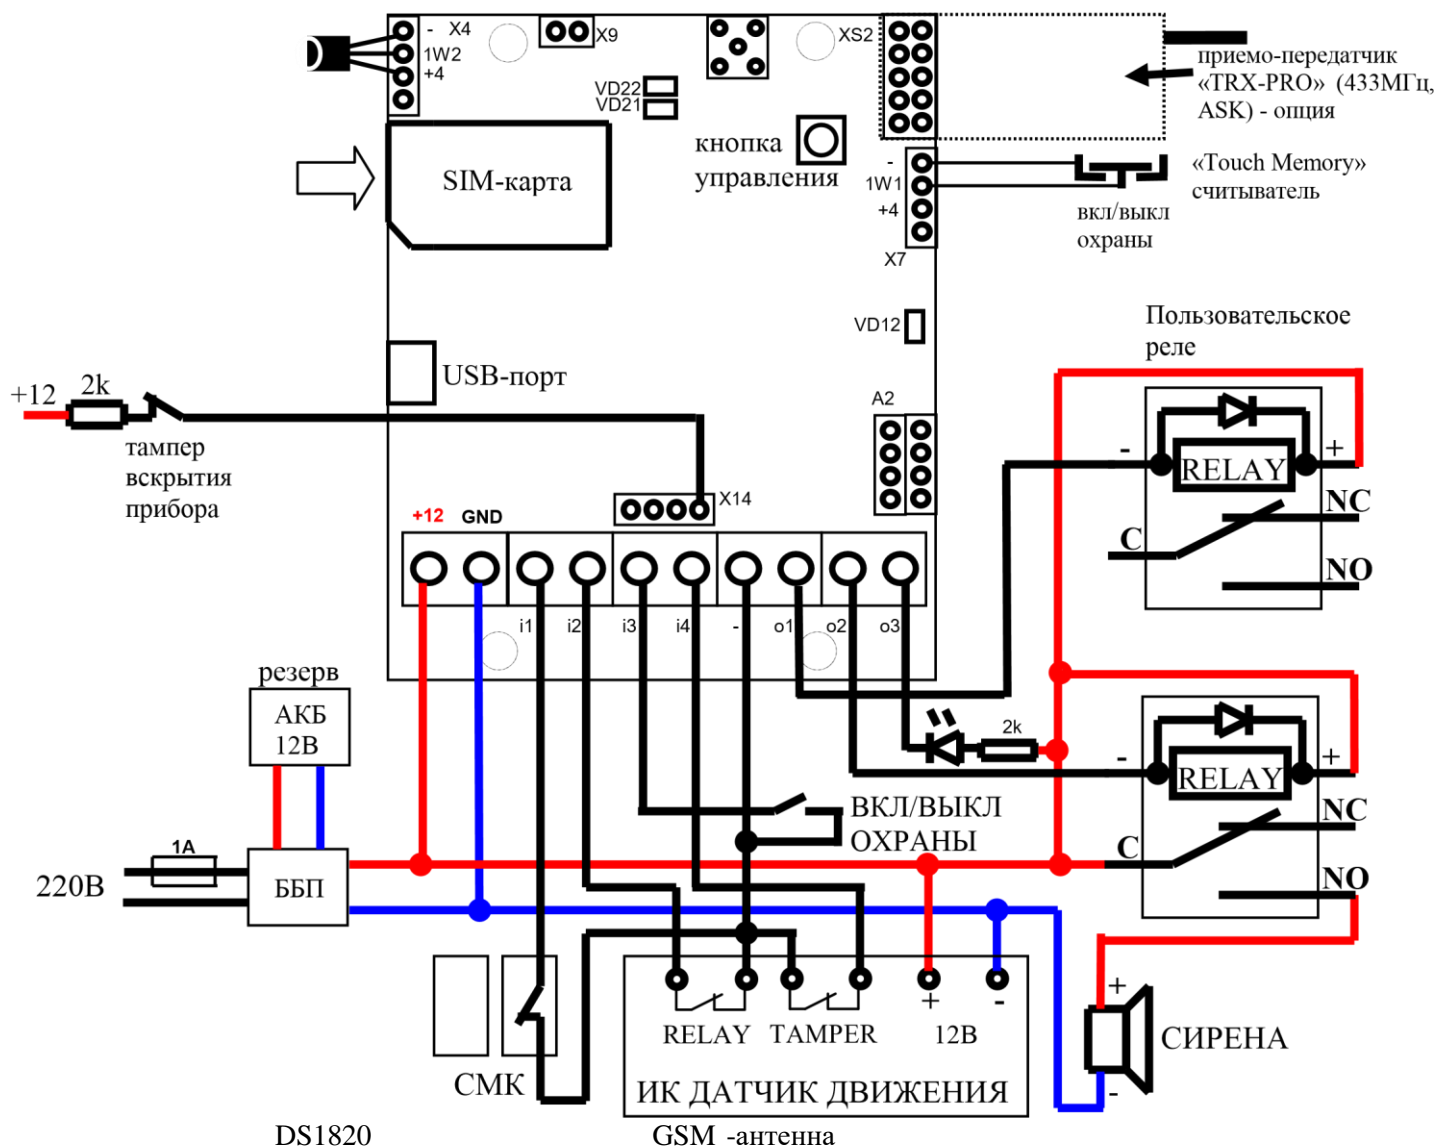 - X4
1W2
+4
X9
XS2
приемо-передатчик
«TRX-PRO» (433МГц,
ASK) - опция
VD22
VD21
кнопка
управления
SIM-карта
-
1W1
+4
X7
«Touch Memory»
считыватель
вкл/выкл
охраны
VD12
Пользовательское
реле
USB-порт
+12
2k
тампер
вскрытия
прибора
A2
X14
- RELAY +
NC
C
NO
+12 GND
i1 i2 i3 i4 - o1 o2 o3
резерв
АКБ
12В
2k
- RELAY +
NC
C
NO
ВКЛ/ВЫКЛ
ОХРАНЫ
1A
220В
ББП
СМК
+ -
RELAY TAMPER 12В
ИК ДАТЧИК ДВИЖЕНИЯ
+
СИРЕНА
-
DS1820 GSM -антенна